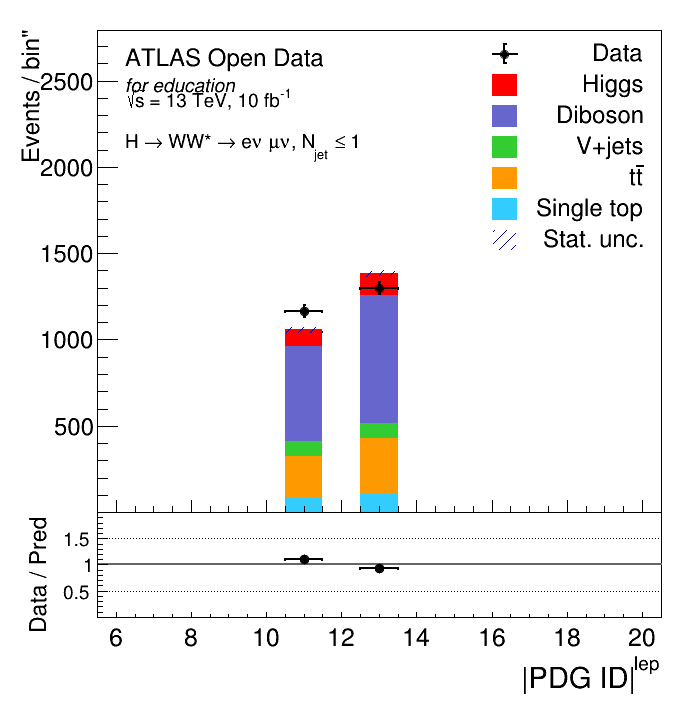 ATLAS Open Data
for education
√s = 13 TeV, 10 fb⁻¹
H → WW* → eν μν, N_jet ≤ 1
Data
Higgs
Diboson
V+jets
tt̅
Single top
Stat. unc.
Events / bin"
2500
2000
1500
1000
500
Data / Pred
1.5
1
0.5
6 8 10 12 14 16 18 20
|PDG ID|^lep